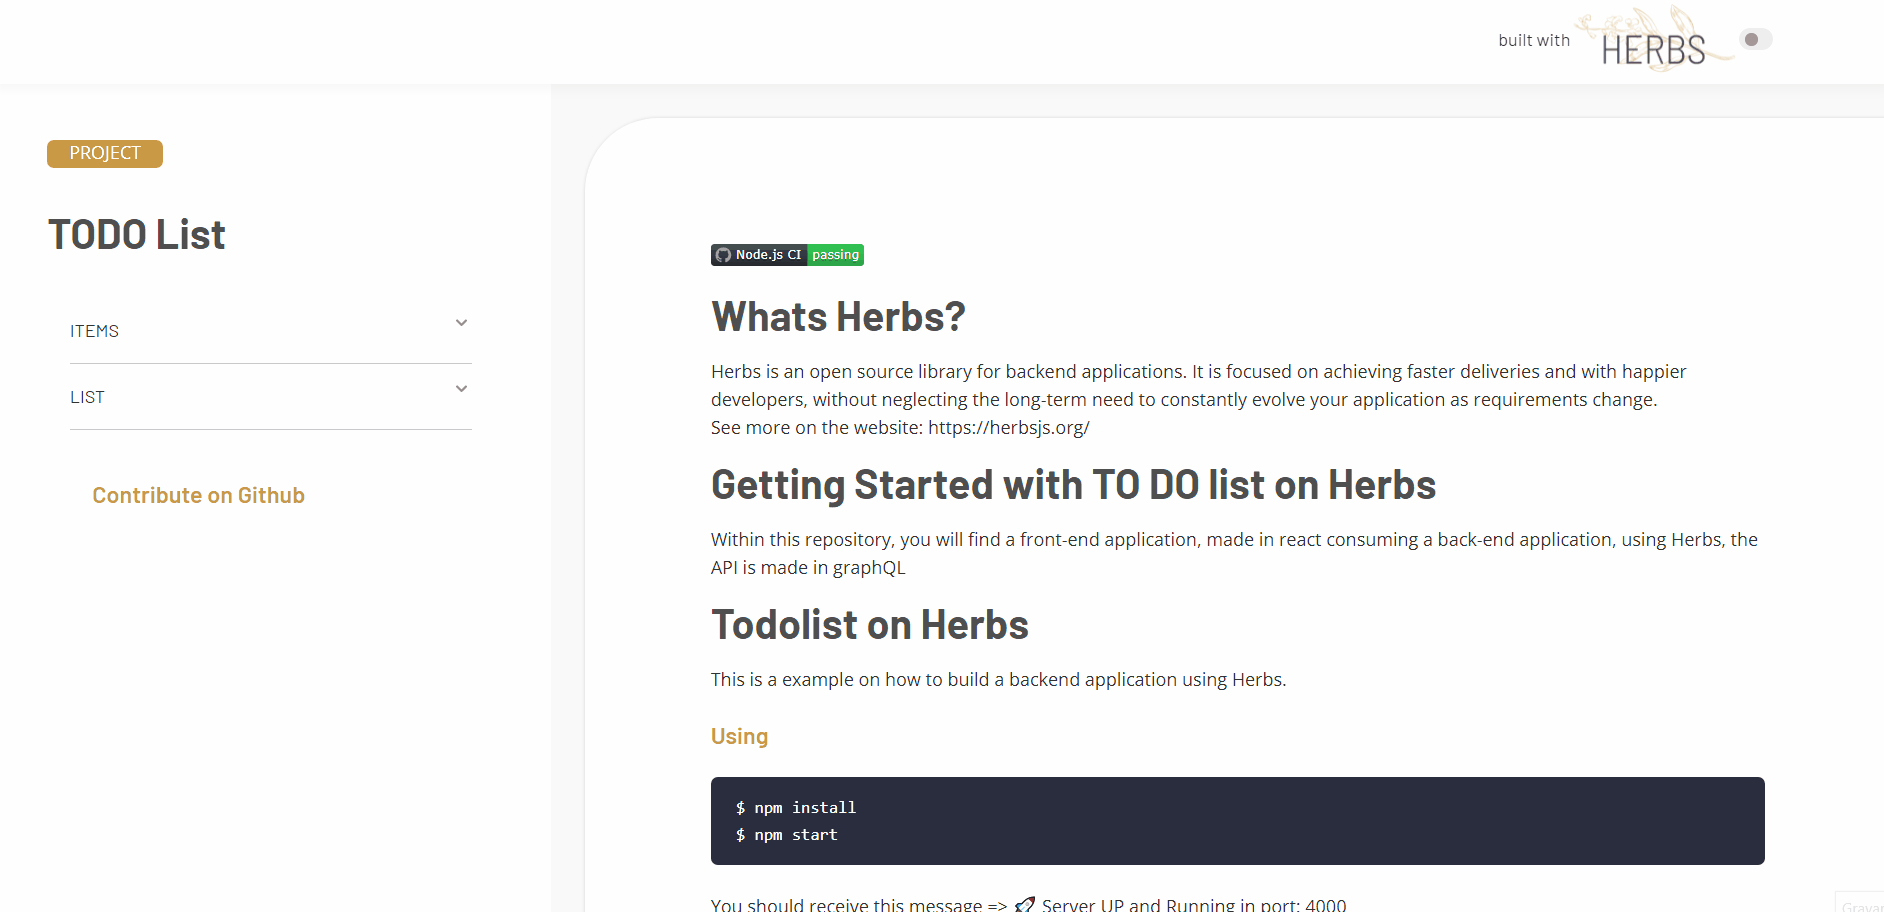 built with HERBS
PROJECT
TODO List
ITEMS
LIST
Contribute on Github
Node.js CI passing
Whats Herbs?
Herbs is an open source library for backend applications. It is focused on achieving faster deliveries and with happier
developers, without neglecting the long-term need to constantly evolve your application as requirements change.
See more on the website: https://herbsjs.org/
Getting Started with TO DO list on Herbs
Within this repository, you will find a front-end application, made in react consuming a back-end application, using Herbs, the
API is made in graphQL
Todolist on Herbs
This is a example on how to build a backend application using Herbs.
Using
$ npm install
$ npm start
You should receive this message => 🚀 Server UP and Running in port: 4000